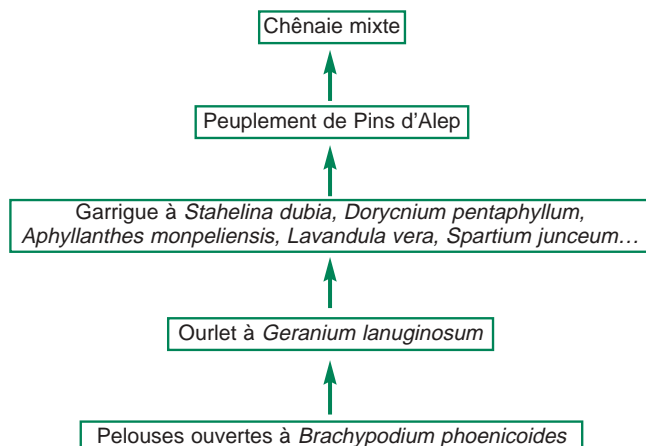 Chênaie mixte
Peuplement de Pins d'Alep
Garrigue à Stahelina dubia, Dorycnium pentaphyllum,
Aphyllanthes monpeliensis, Lavandula vera, Spartium junceum…
Ourlet à Geranium lanuginosum
Pelouses ouvertes à Brachypodium phoenicoides